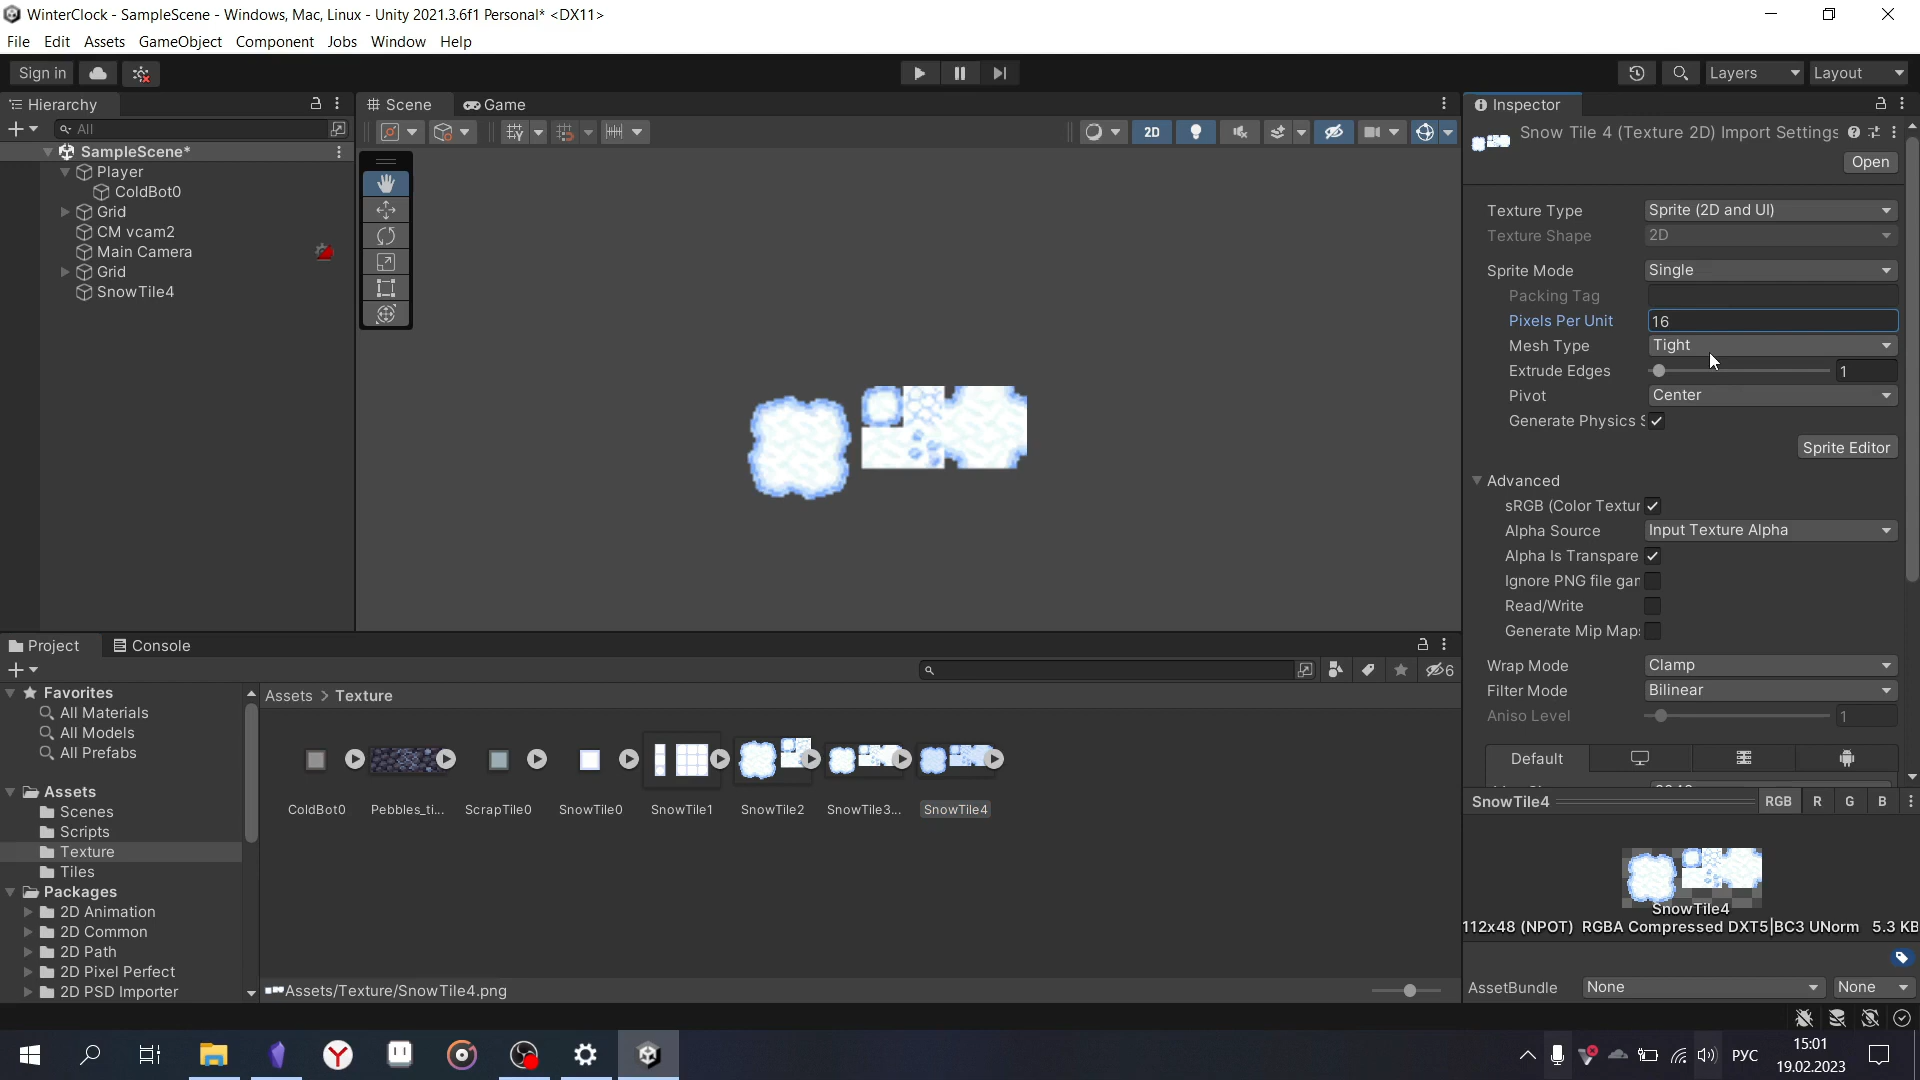 WinterClock - SampleScene - Windows, Mac, Linux - Unity 2021.3.6f1 Personal* <DX11>
File Edit Assets GameObject Component Jobs Window Help
Sign in
Layers
Layout
Hierarchy
All
SampleScene*
Player
ColdBot0
Grid
CM vcam2
Main Camera
Grid
SnowTile4
Scene
Game
2D
Inspector
Snow Tile 4 (Texture 2D) Import Settings
Open
Texture Type Sprite (2D and UI)
Texture Shape 2D
Sprite Mode Single
Packing Tag
Pixels Per Unit 16
Mesh Type Tight
Extrude Edges 1
Pivot Center
Generate Physics S
Sprite Editor
Advanced
sRGB (Color Textur
Alpha Source Input Texture Alpha
Alpha Is Transpare
Ignore PNG file gar
Read/Write
Generate Mip Map
Wrap Mode Clamp
Filter Mode Bilinear
Aniso Level 1
Default
SnowTile4 RGB R G B
SnowTile4
112x48 (NPOT) RGBA Compressed DXT5|BC3 UNorm 5.3 KB
AssetBundle None None
Project
Console
6
Favorites
All Materials
All Models
All Prefabs
Assets
Scenes
Scripts
Texture
Tiles
Packages
2D Animation
2D Common
2D Path
2D Pixel Perfect
2D PSD Importer
Assets > Texture
ColdBot0 Pebbles_ti... ScrapTile0 SnowTile0 SnowTile1 SnowTile2 SnowTile3... SnowTile4
Assets/Texture/SnowTile4.png
РУС
15:01
19.02.2023